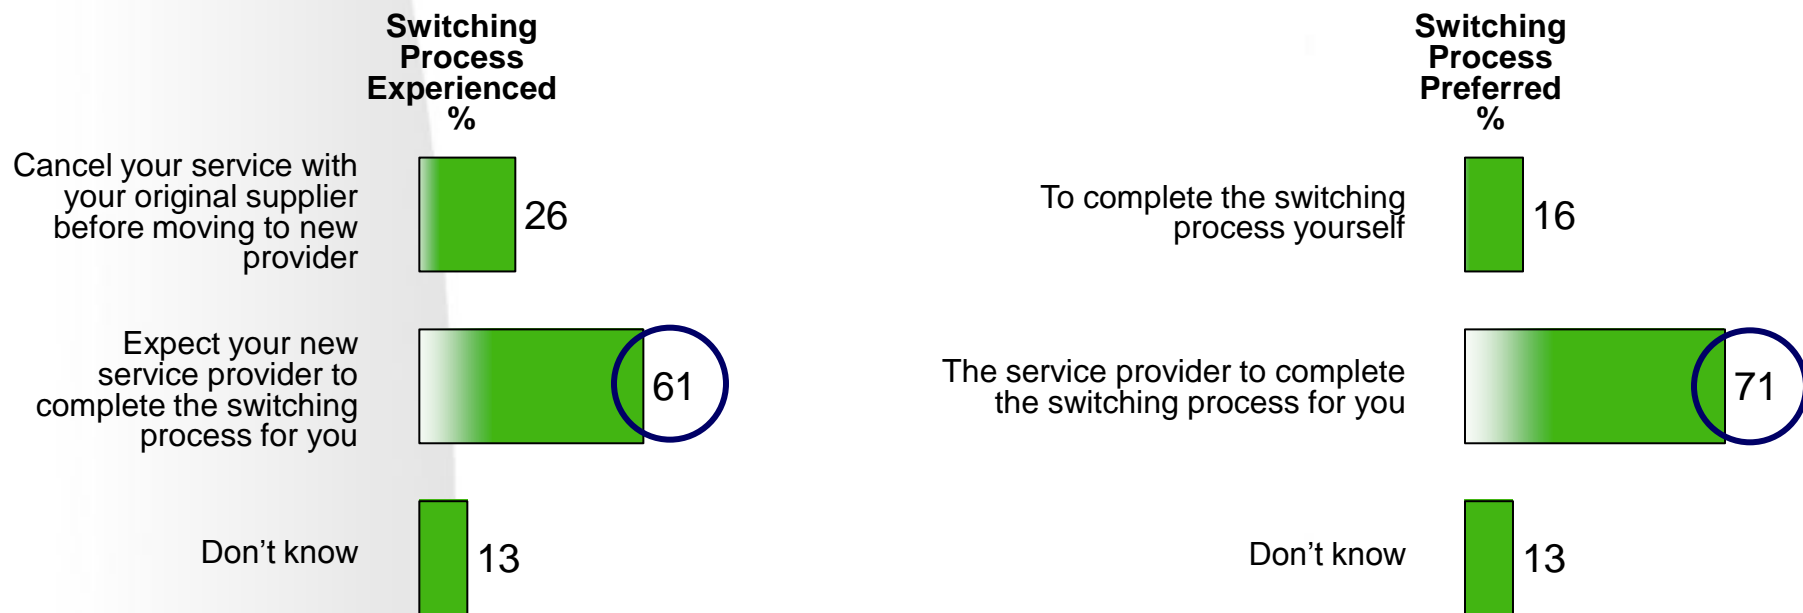 Switching
Process
Experienced
%
Cancel your service with
your original supplier
before moving to new
provider
26
Expect your new
service provider to
complete the switching
process for you
61
Don’t know
13
Switching
Process
Preferred
%
To complete the switching
process yourself
16
The service provider to complete
the switching process for you
71
Don’t know
13